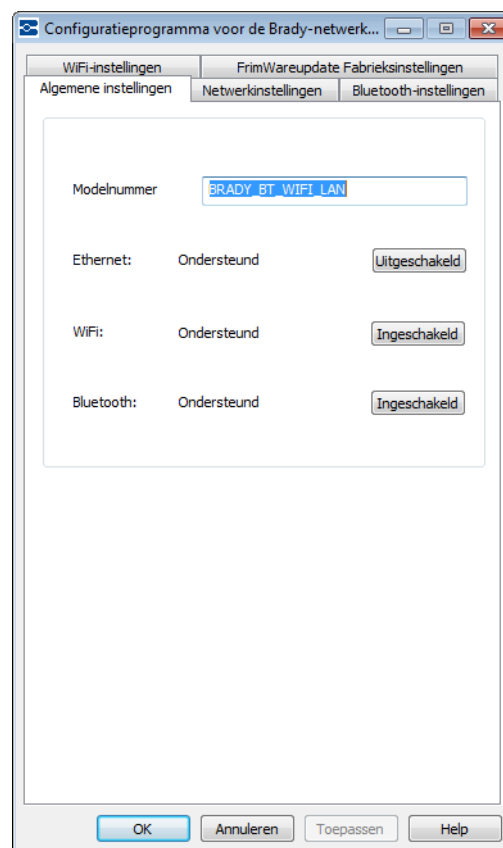 Configuratieprogramma voor de Brady-netwerk...
WiFi-instellingen FrimWareupdate Fabrieksinstellingen
Algemene instellingen Netwerkinstellingen Bluetooth-instellingen
Modelnummer BRADY_BT_WIFI_LAN
Ethernet: Ondersteund Uitgeschakeld
WiFi: Ondersteund Ingeschakeld
Bluetooth: Ondersteund Ingeschakeld
OK Annuleren Toepassen Help